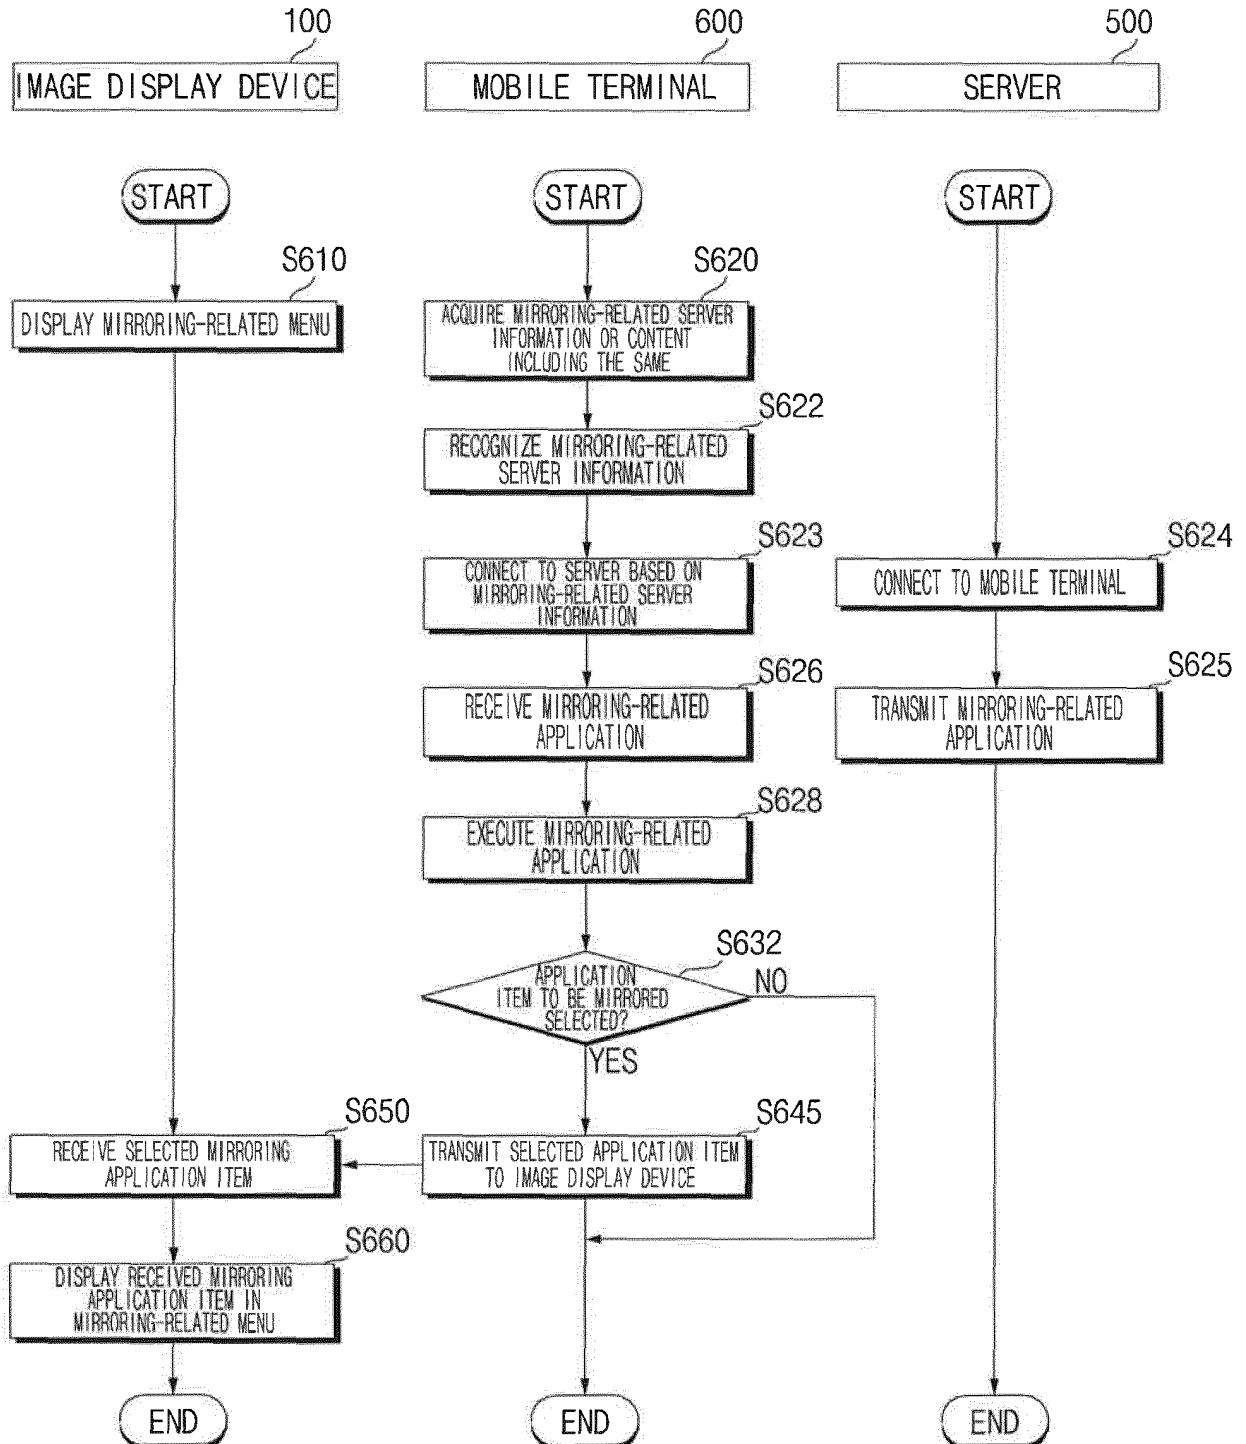 100
600
500
IMAGE DISPLAY DEVICE
MOBILE TERMINAL
SERVER
START
START
START
S610
DISPLAY MIRRORING-RELATED MENU
S620
ACQUIRE MIRRORING-RELATED SERVER
INFORMATION OR CONTENT
INCLUDING THE SAME
S622
RECOGNIZE MIRRORING-RELATED
SERVER INFORMATION
S623
CONNECT TO SERVER BASED ON
MIRRORING-RELATED SERVER
INFORMATION
S624
CONNECT TO MOBILE TERMINAL
S626
RECEIVE MIRRORING-RELATED
APPLICATION
S625
TRANSMIT MIRRORING-RELATED
APPLICATION
S628
EXECUTE MIRRORING-RELATED
APPLICATION
S632
APPLICATION
ITEM TO BE MIRRORED
SELECTED?
NO
YES
S650
RECEIVE SELECTED MIRRORING
APPLICATION ITEM
S645
TRANSMIT SELECTED APPLICATION ITEM
TO IMAGE DISPLAY DEVICE
S660
DISPLAY RECEIVED MIRRORING
APPLICATION ITEM IN
MIRRORING-RELATED MENU
END
END
END